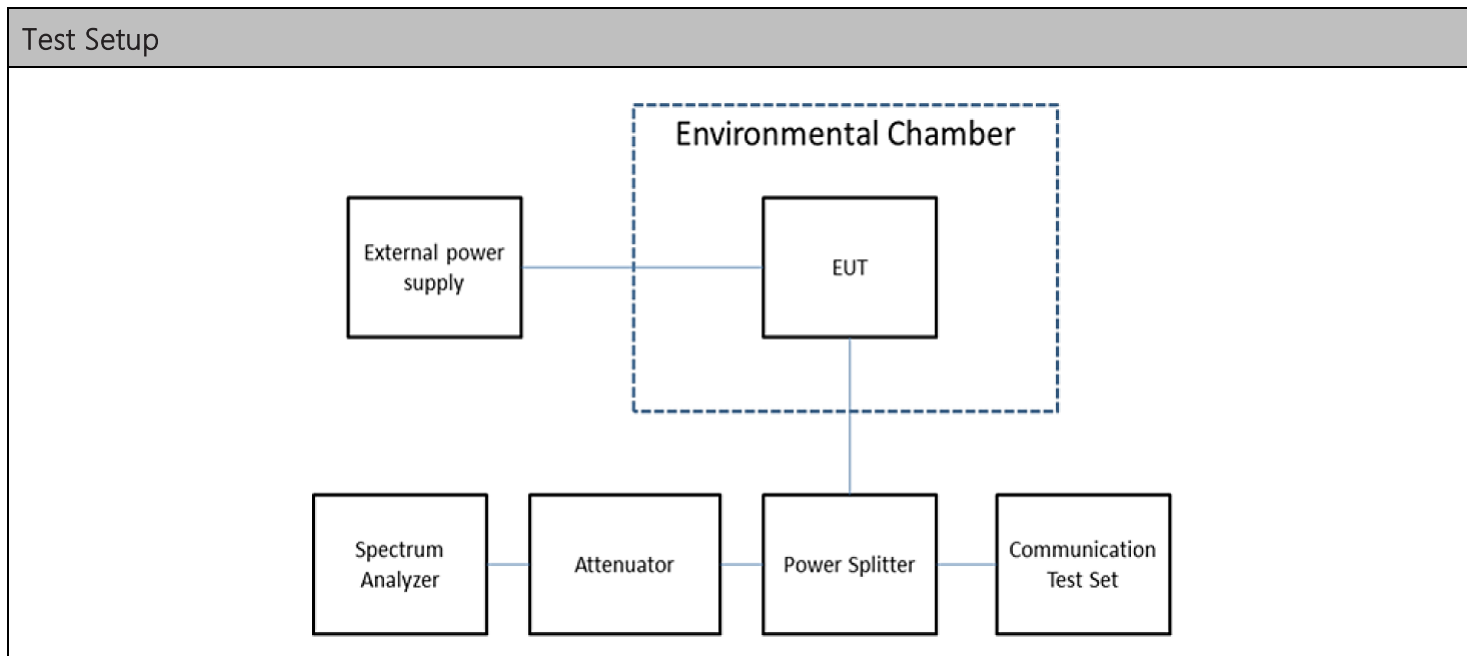 Test Setup
Environmental Chamber
External power
supply
EUT
Spectrum
Analyzer
Attenuator
Power Splitter
Communication
Test Set